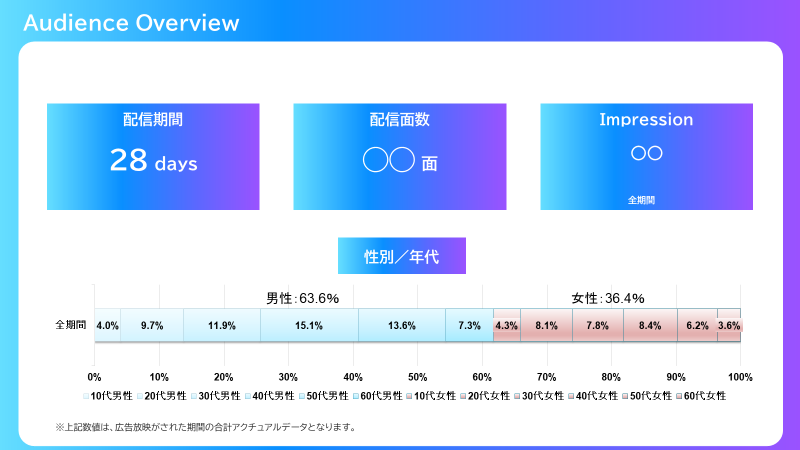 Audience Overview
配信期間
28 days
配信面数
〇〇 面
Impression
〇〇
全期間
性別／年代
男性：63.6%
女性：36.4%
全期間 4.0% 9.7% 11.9% 15.1% 13.6% 7.3% 4.3% 8.1% 7.8% 8.4% 6.2% 3.6%
0% 10% 20% 30% 40% 50% 60% 70% 80% 90% 100%
10代男性 20代男性 30代男性 40代男性 50代男性 60代男性 10代女性 20代女性 30代女性 40代女性 50代女性 60代女性
※上記数値は、広告放映がされた期間の合計アクチュアルデータとなります。